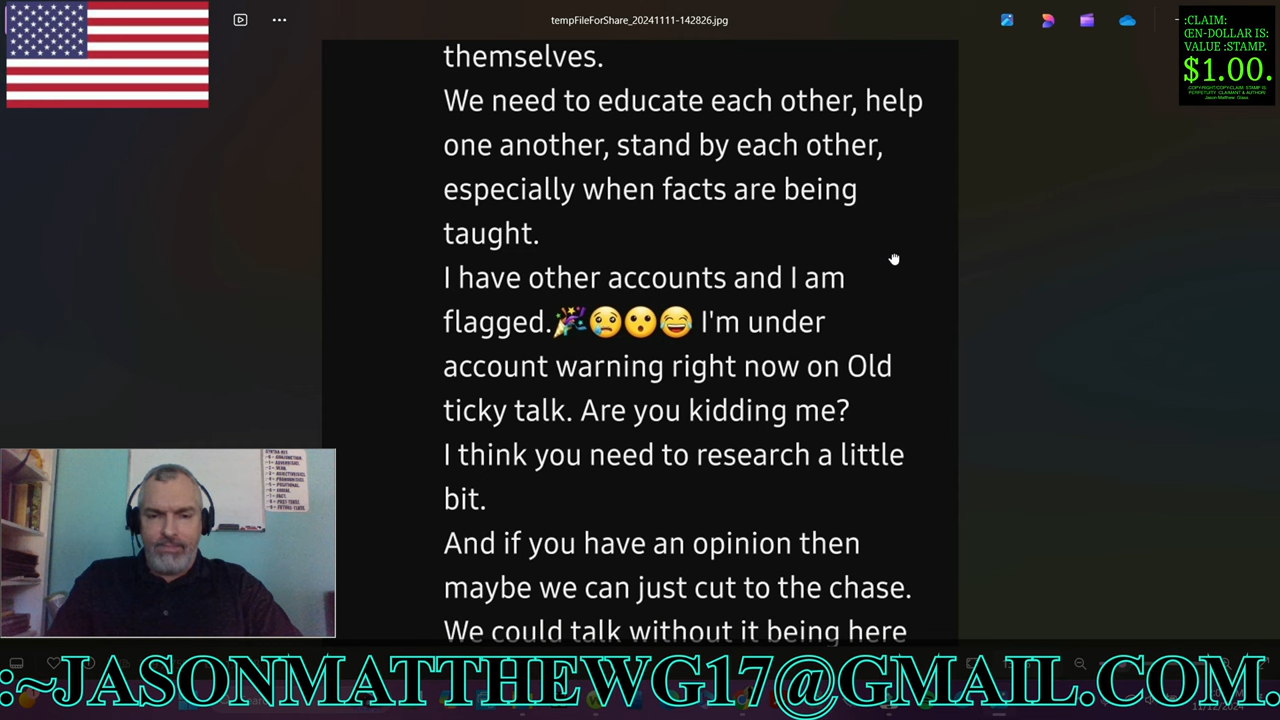 tempFileForShare_20241111-142826.jpg
:CLAIM:
ŒN-DOLLAR IS:
VALUE :STAMP.
$1.00.
Jason-Matthew: Glass.
themselves.
We need to educate each other, help
one another, stand by each other,
especially when facts are being
taught.
I have other accounts and I am
flagged.🎉😢😮😂 I'm under
account warning right now on Old
ticky talk. Are you kidding me?
I think you need to research a little
bit.
And if you have an opinion then
maybe we can just cut to the chase.
We could talk without it being here
:~JASONMATTHEWG17@GMAIL.COM.